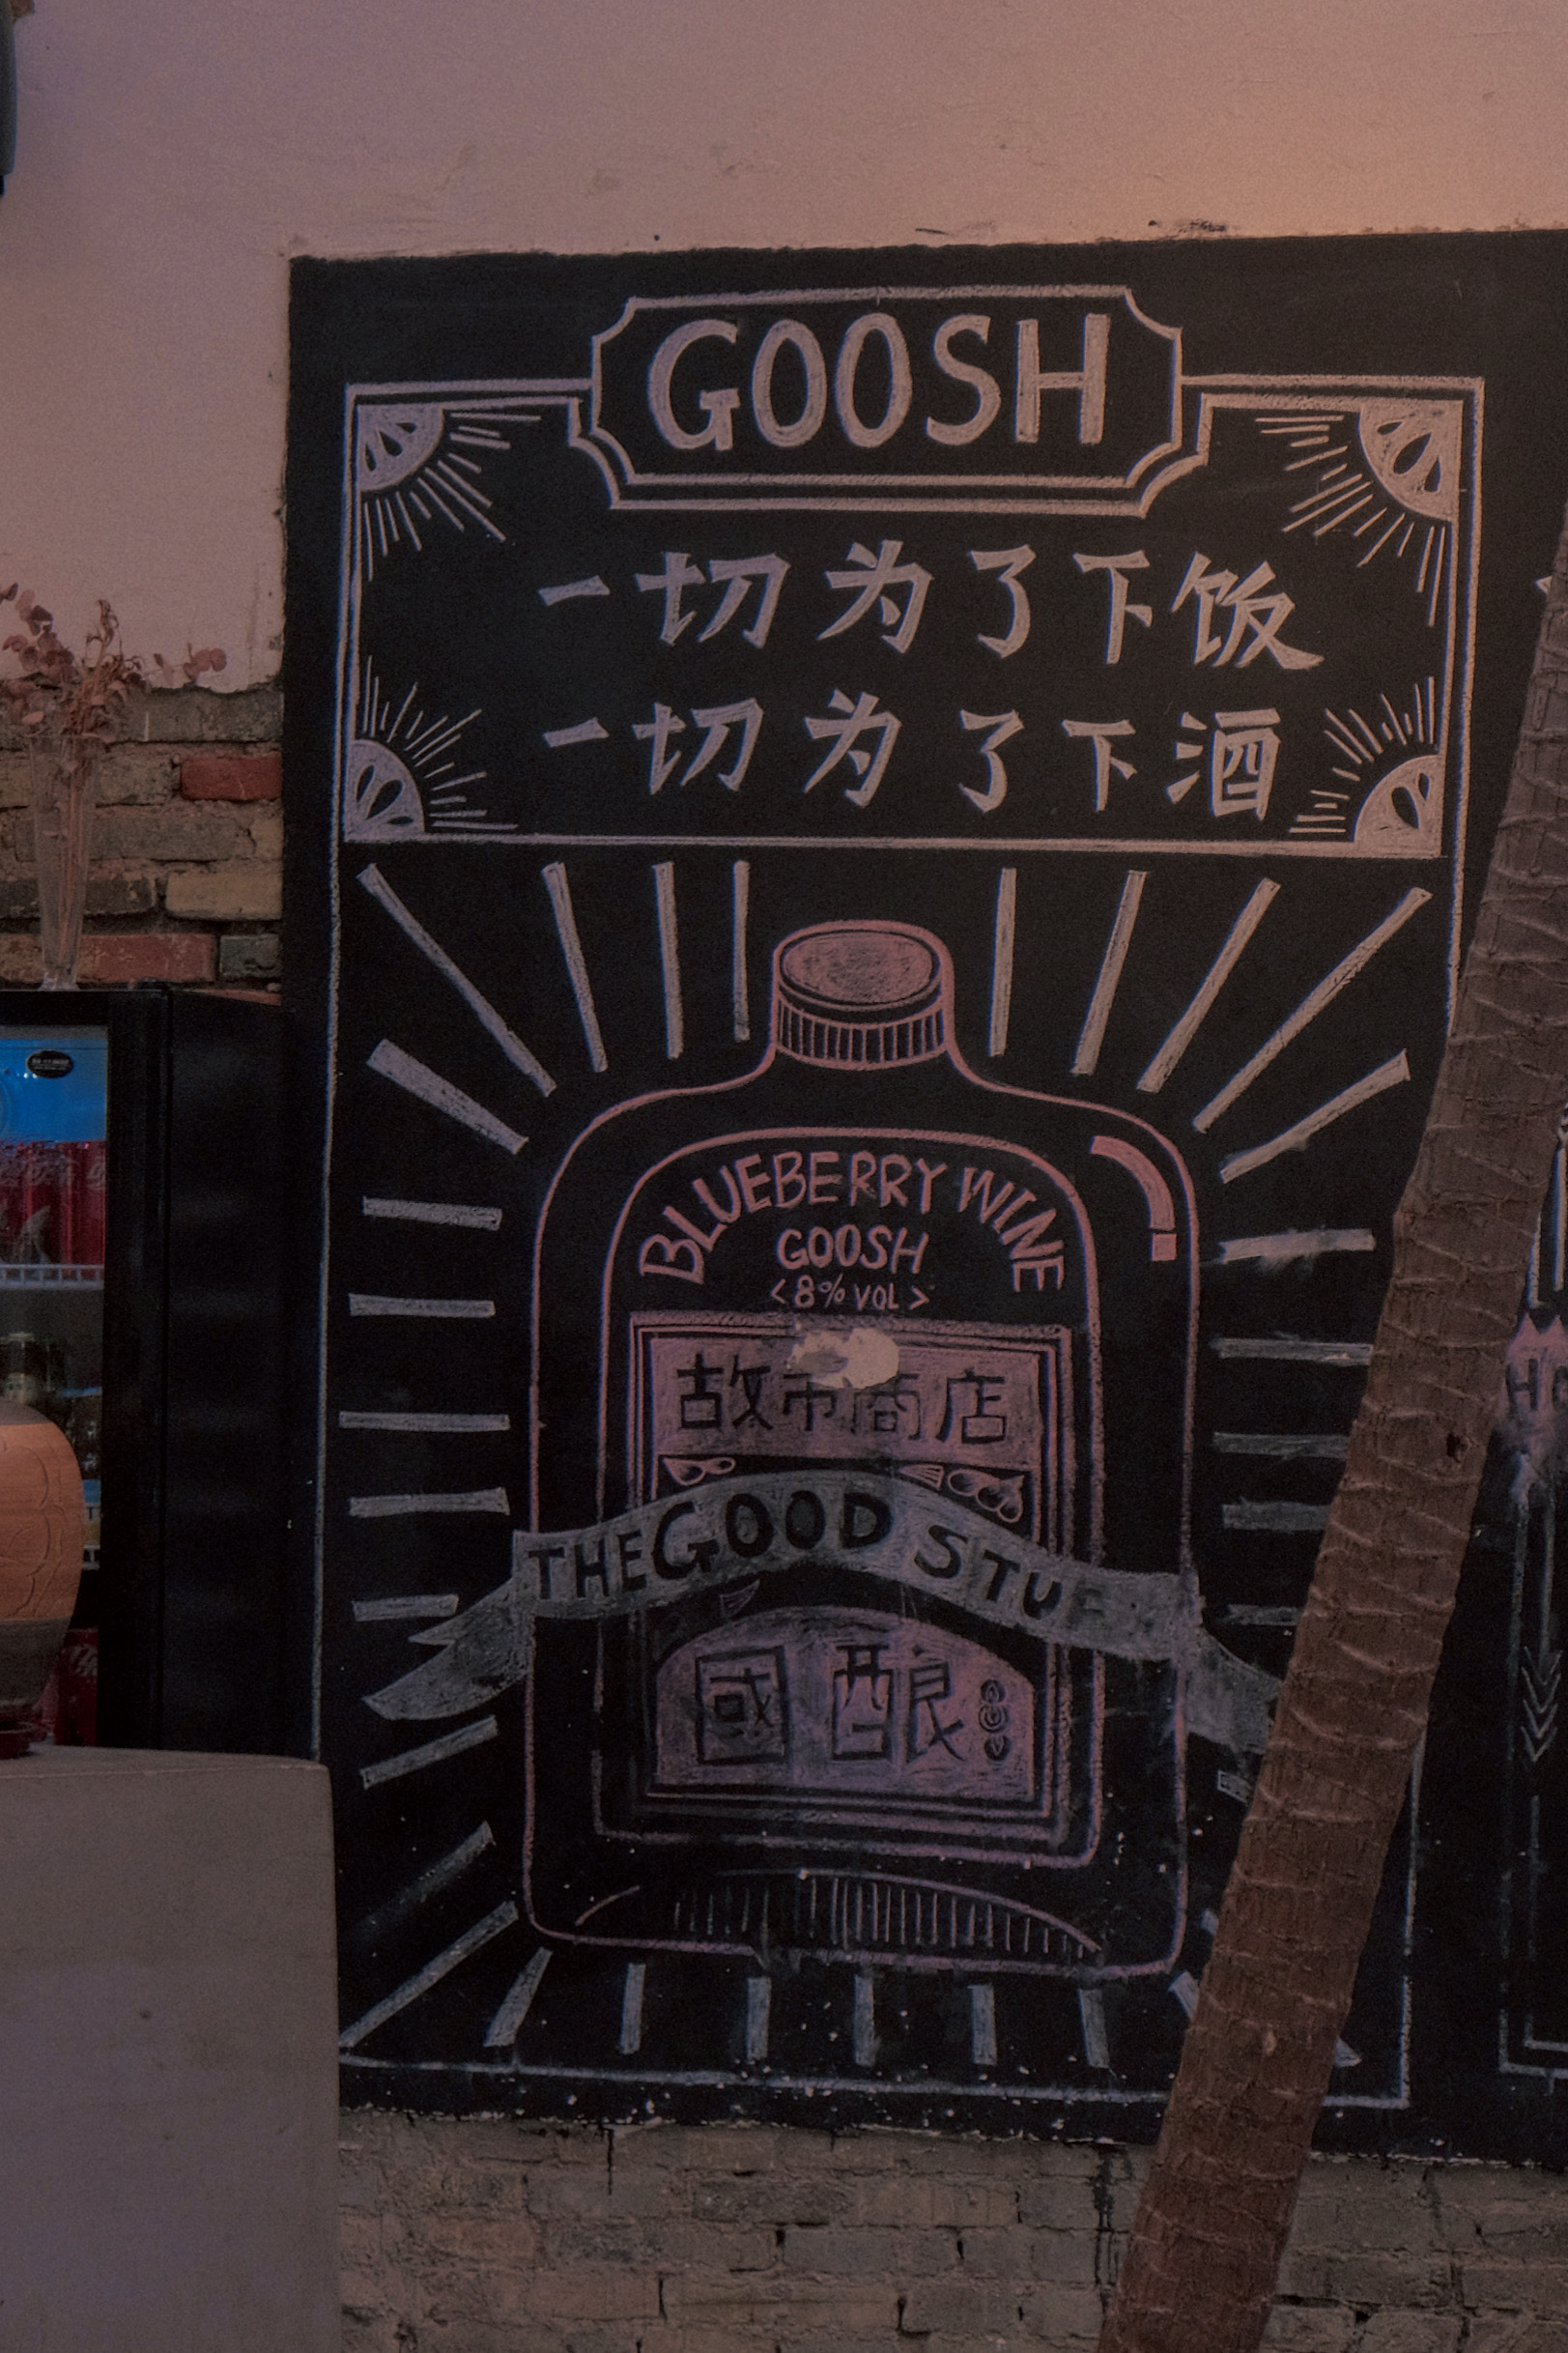 GOOSH
一切为了下饭
一切为了下酒
BLUEBERRY WINE
GOOSH
<8% VOL>
故市商店
THE GOOD STUF
國酿